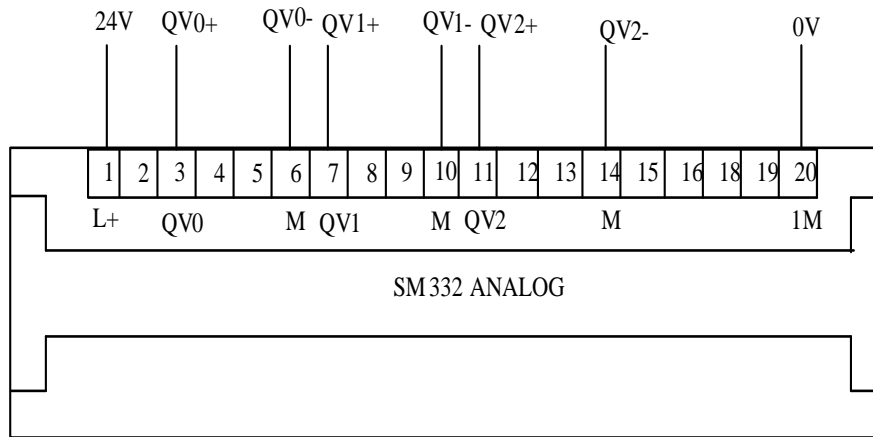 24V QV0+ QV0- QV1+ QV1- QV2+ QV2- 0V
1 2 3 4 5 6 7 8 9 10 11 12 13 14 15 16 18 19 20
L+ QV0 M QV1 M QV2 M 1M
SM 332 ANALOG